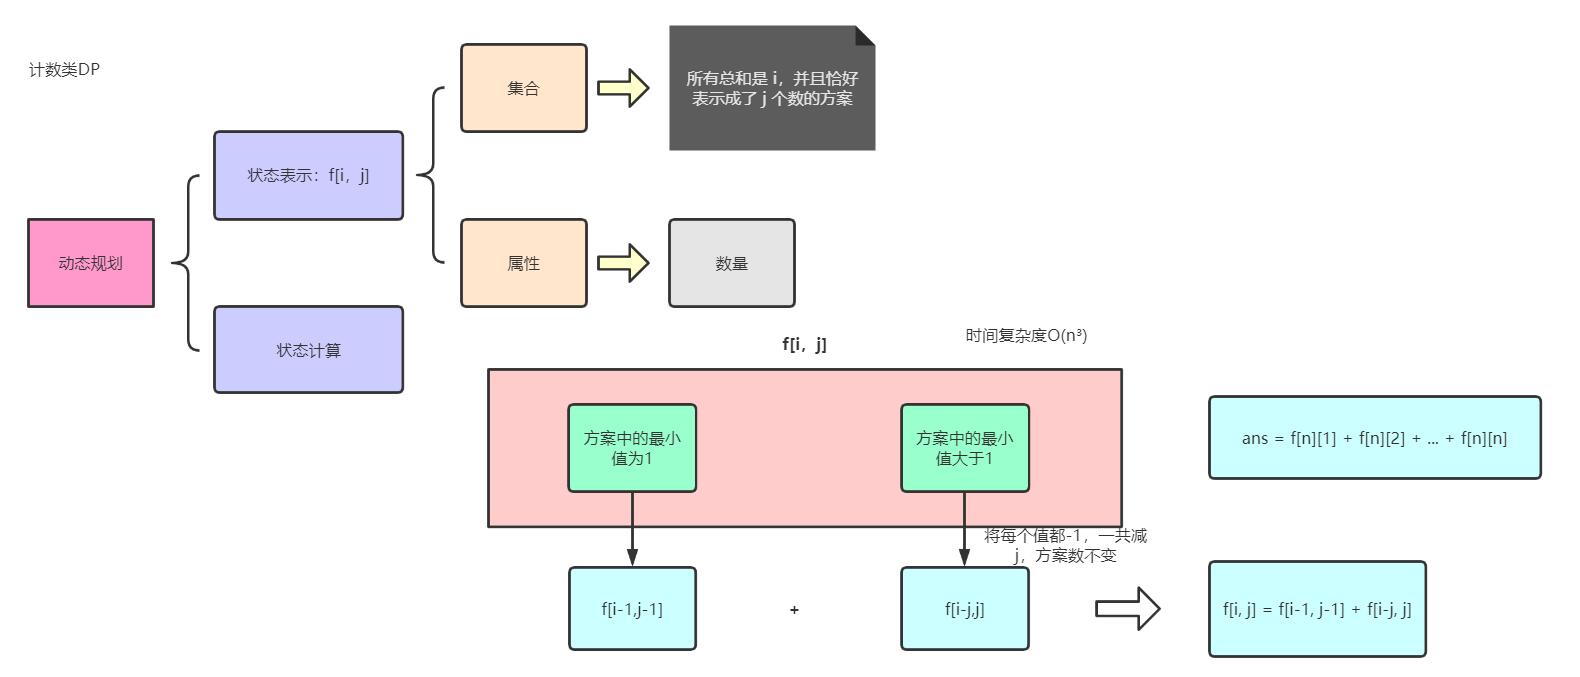 计数类DP
集合
所有总和是 i，并且恰好
表示成了 j 个数的方案
状态表示：f[i，j]
动态规划
属性
数量
状态计算
f[i，j]
时间复杂度O(n³)
方案中的最小
值为1
方案中的最小
值大于1
ans = f[n][1] + f[n][2] + ... + f[n][n]
将每个值都-1，一共减
j，方案数不变
f[i-1,j-1]
+
f[i-j,j]
f[i, j] = f[i-1, j-1] + f[i-j, j]